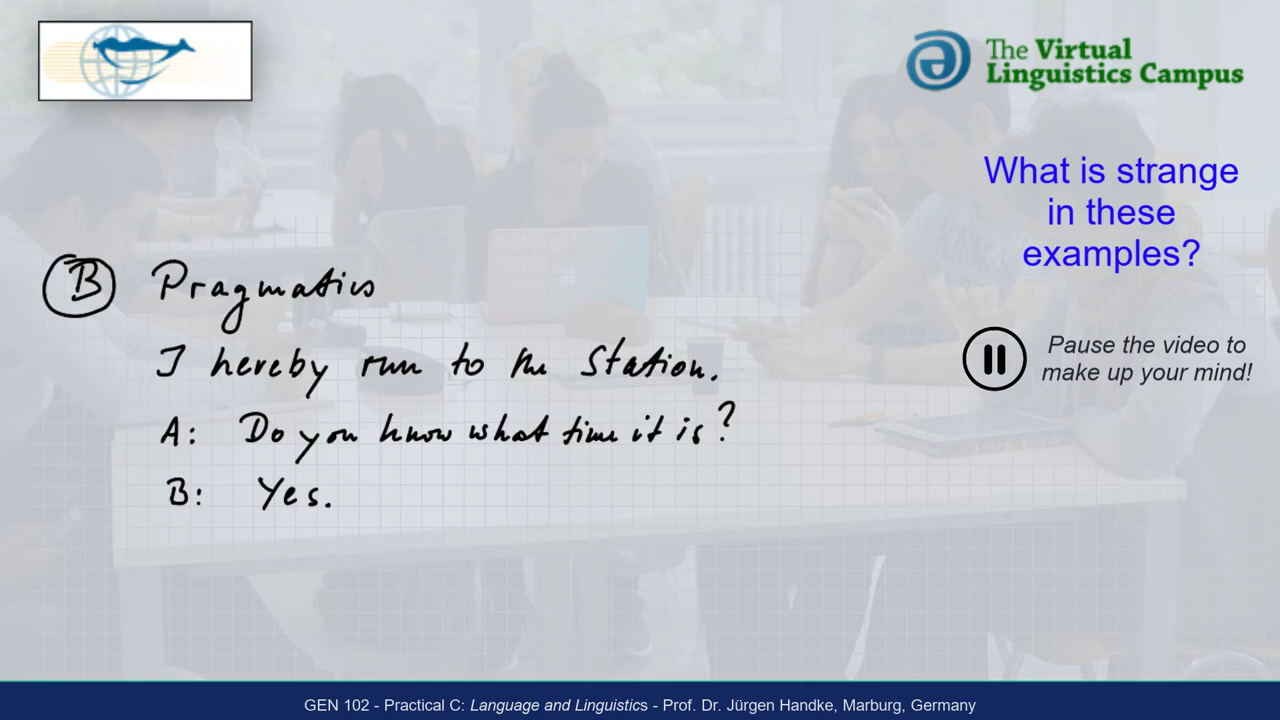 The Virtual
Linguistics Campus
What is strange
in these
examples?
B Pragmatics
I hereby run to the Station.
Pause the video to
make up your mind!
A: Do you know what time it is?
B: Yes.
GEN 102 - Practical C: Language and Linguistics - Prof. Dr. Jürgen Handke, Marburg, Germany